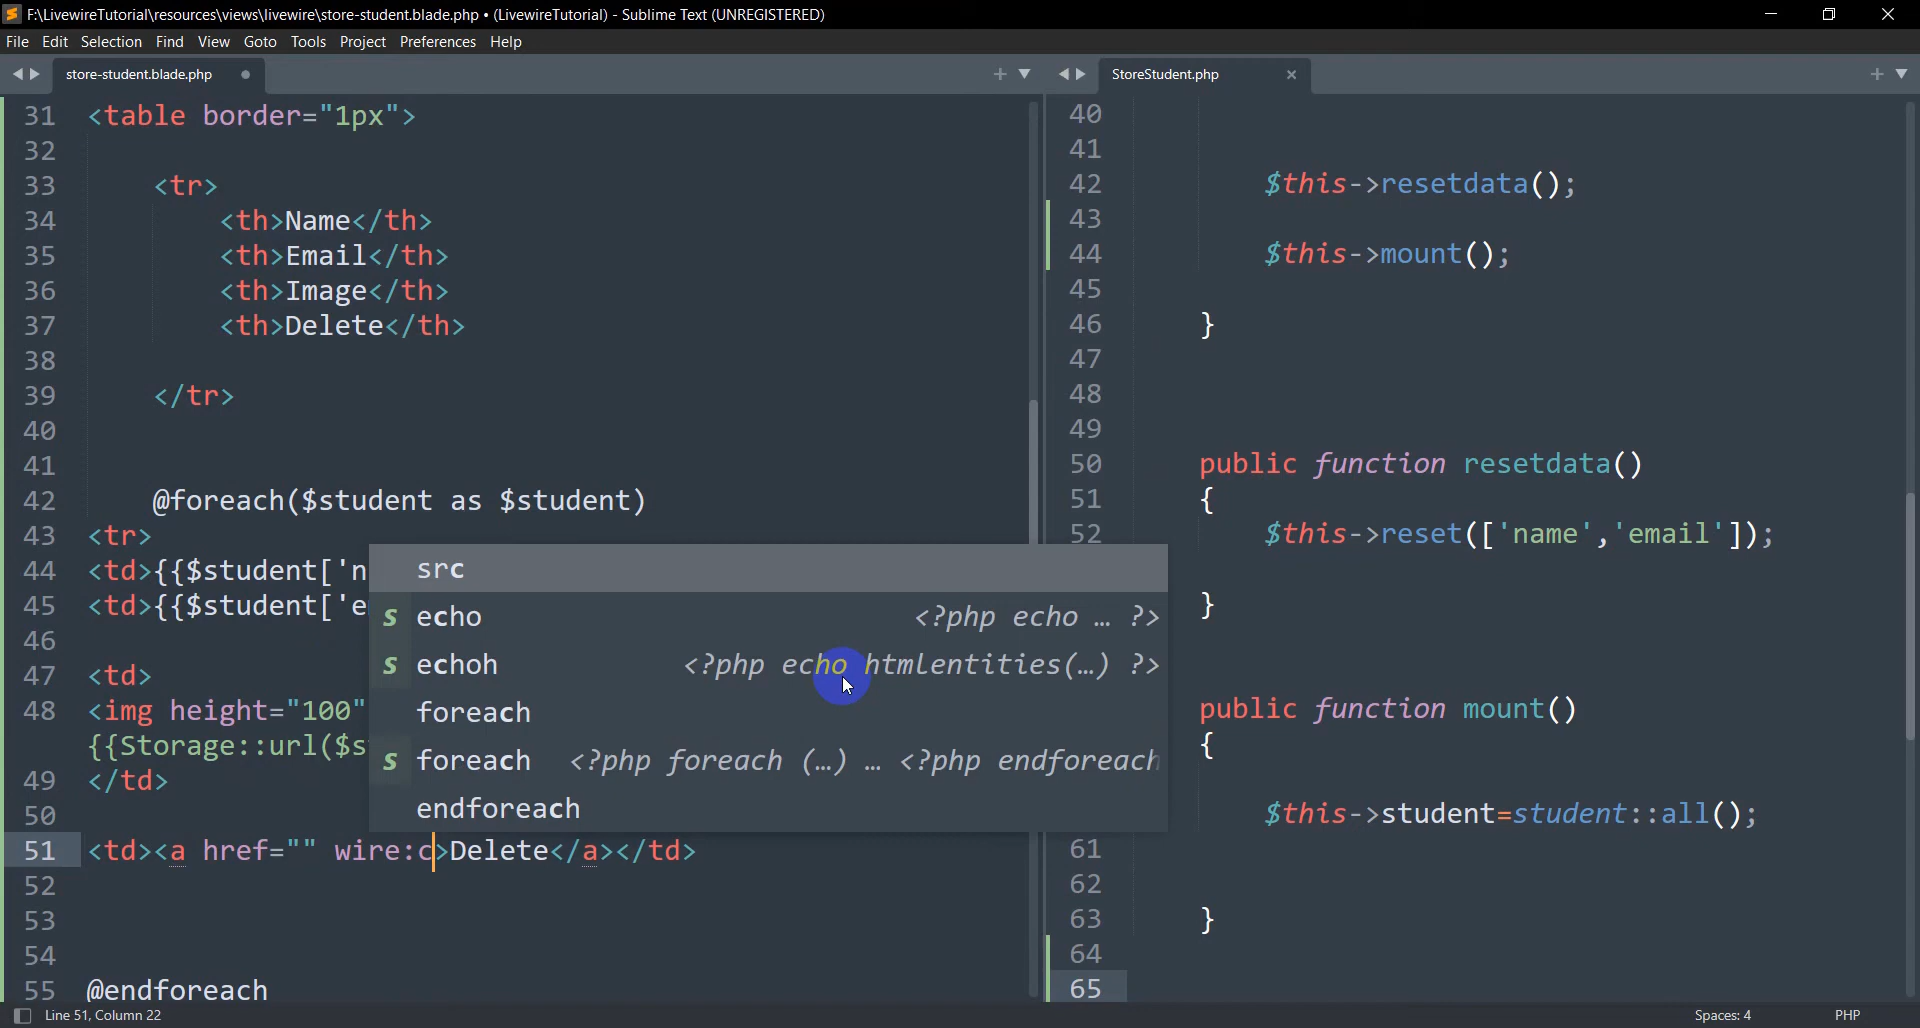 F:\LivewireTutorial\resources\views\livewire\store-student.blade.php • (LivewireTutorial) - Sublime Text (UNREGISTERED)
File Edit Selection Find View Goto Tools Project Preferences Help
store-student.blade.php
31 <table border="1px">
32
33 <tr>
34 <th>Name</th>
35 <th>Email</th>
36 <th>Image</th>
37 <th>Delete</th>
38
39 </tr>
40
41
42 @foreach($student as $student)
43 <tr>
44 <td>{{$student['n
45 <td>{{$student['e
46
47 <td>
48 <img height="100"
{{Storage::url($s
49 </td>
50
51 <td><a href="" wire:c>Delete</a></td>
52
53
54
55 @endforeach
src
s echo <?php echo … ?>
s echoh <?php echo htmlentities(…) ?>
foreach
s foreach <?php foreach (…) … <?php endforeach
endforeach
StoreStudent.php
40
41
42 $this->resetdata();
43
44 $this->mount();
45
46 }
47
48
49
50 public function resetdata()
51 {
52 $this->reset(['name','email']);
}
public function mount()
{
$this->student=student::all();
61
62
63 }
64
65
Line 51, Column 22
Spaces: 4
PHP